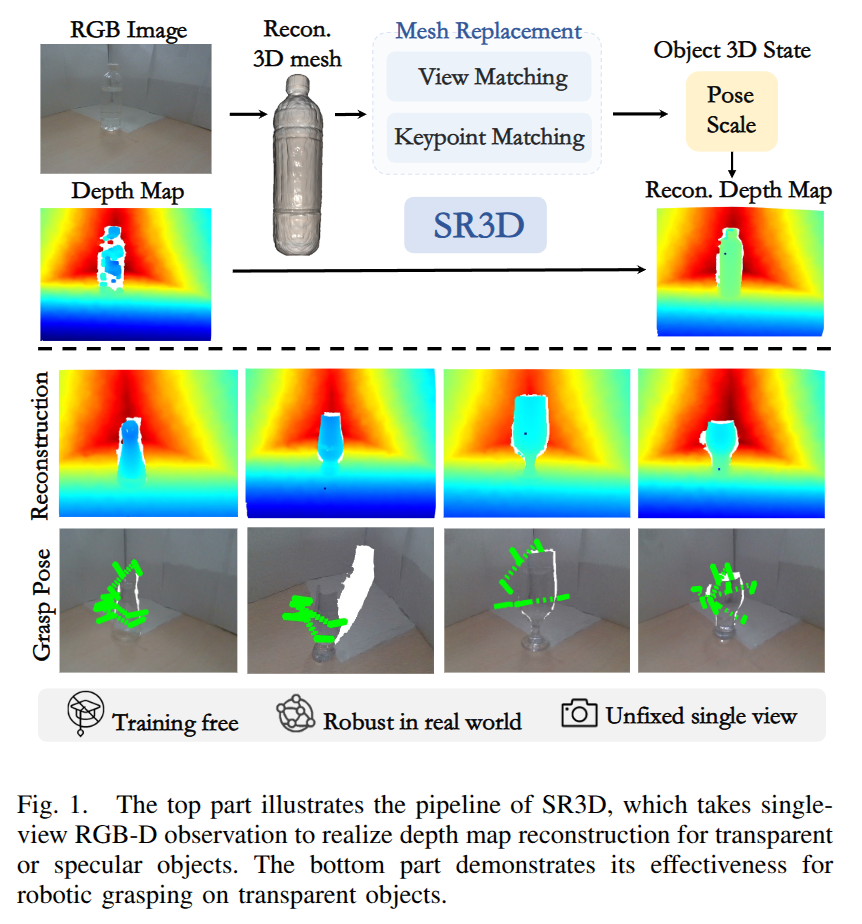 RGB Image
Recon.
3D mesh
Mesh Replacement
View Matching
Keypoint Matching
Object 3D State
Pose
Scale
Depth Map
SR3D
Recon. Depth Map
Reconstruction
Grasp Pose
Training free
Robust in real world
Unfixed single view
Fig. 1. The top part illustrates the pipeline of SR3D, which takes single-
view RGB-D observation to realize depth map reconstruction for transparent
or specular objects. The bottom part demonstrates its effectiveness for
robotic grasping on transparent objects.